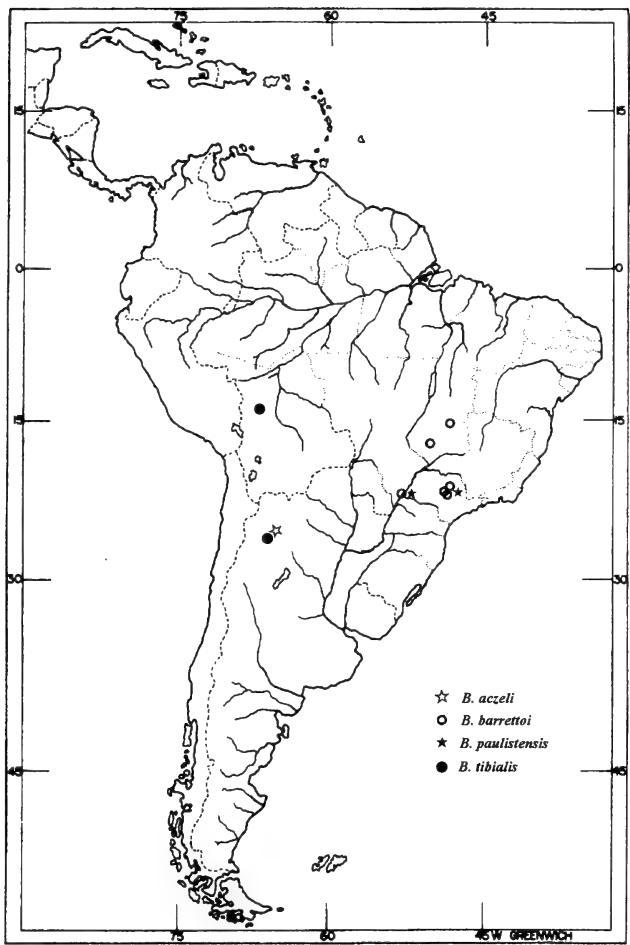 75 60 45
15 15
0 0
15 15
30 30
B. aczeli
B. barrettoi
B. paulistensis
B. tibialis
45 45
75 60 45 W GREENWICH